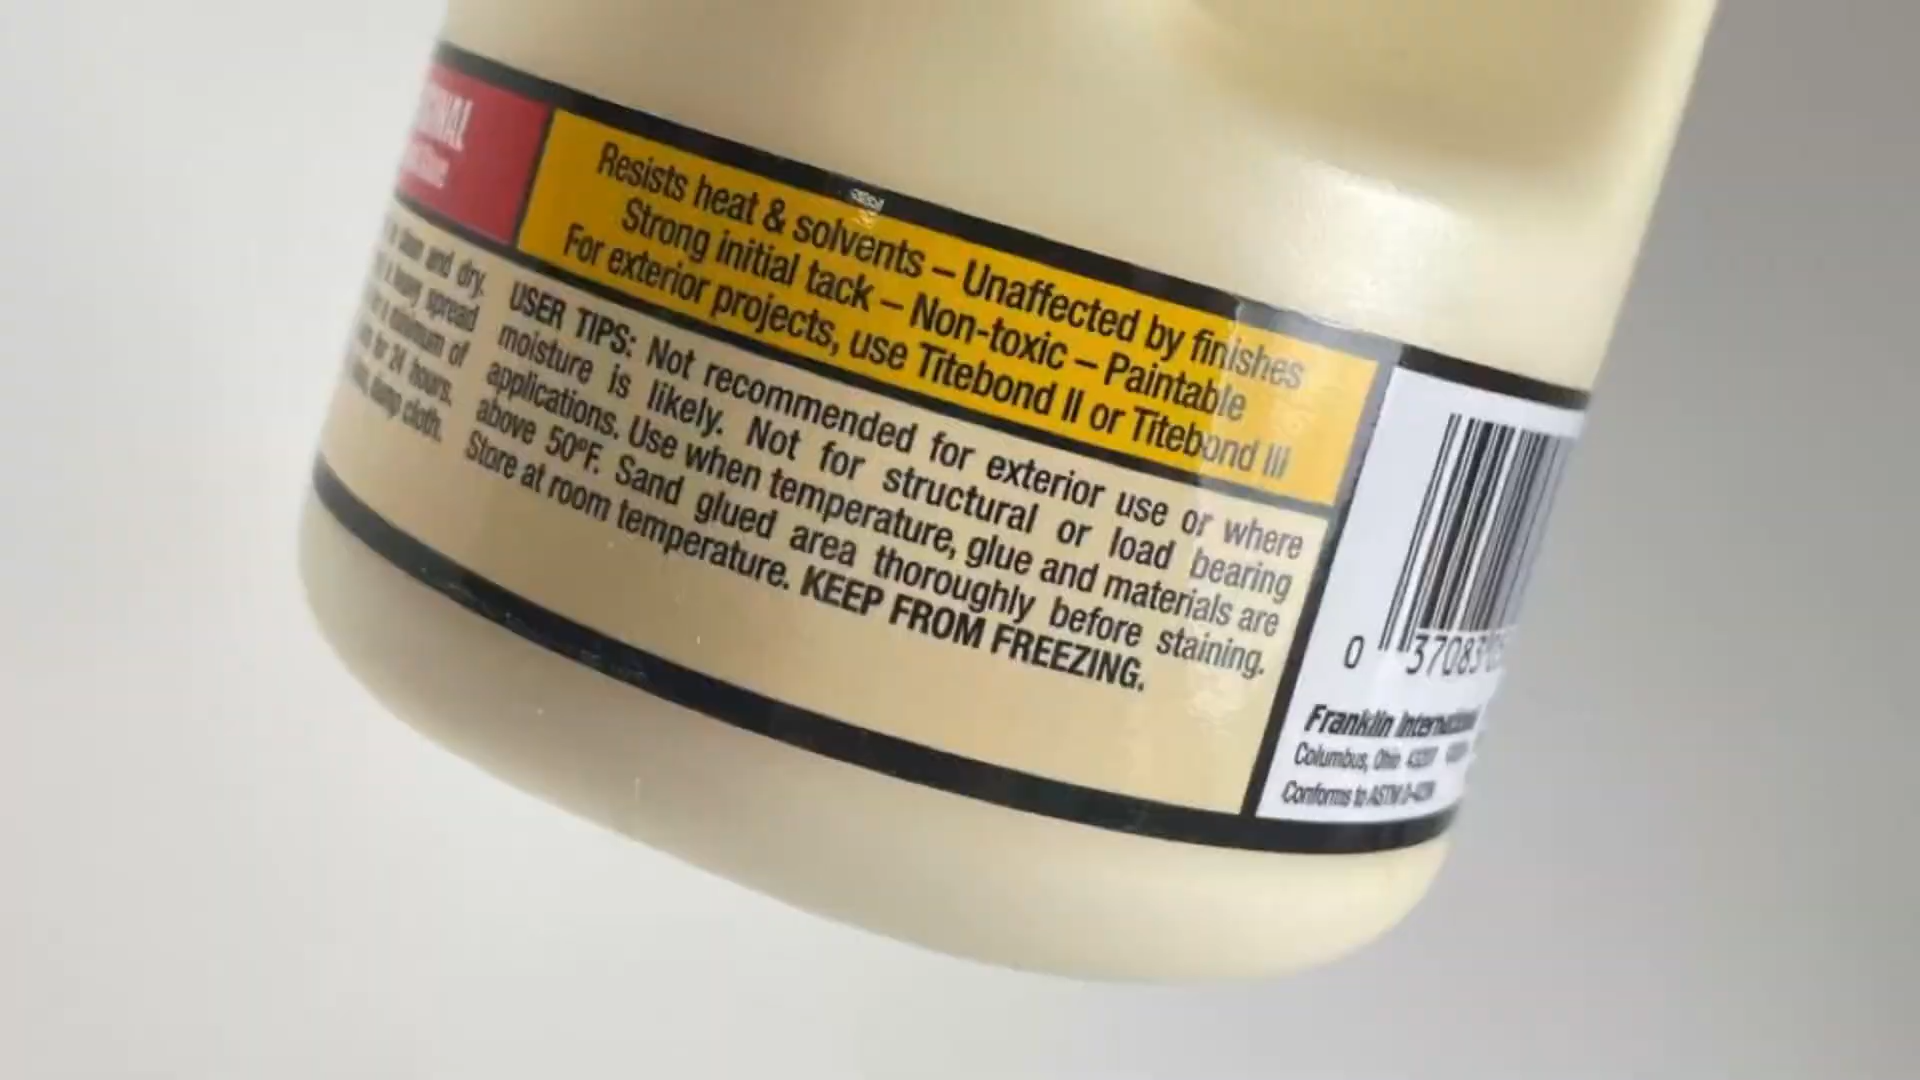 Resists heat & solvents – Unaffected by finishes
Strong initial tack – Non-toxic – Paintable
For exterior projects, use Titebond II or Titebond III
and dry.
spread
of
24 hours.
damp cloth.
USER TIPS: Not recommended for exterior use or where
moisture is likely. Not for structural or load bearing
applications. Use when temperature, glue and materials are
above 50°F. Sand glued area thoroughly before staining.
Store at room temperature. KEEP FROM FREEZING.
0 37083
Franklin International
Columbus, Ohio
Conforms to ASTM